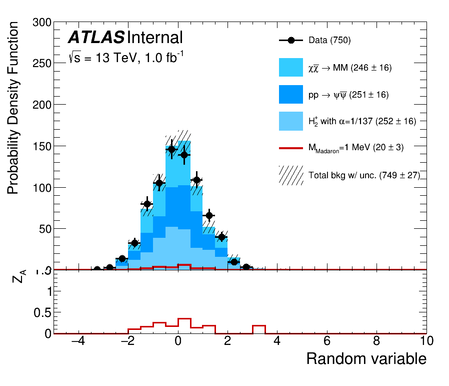 ATLAS Internal
√s = 13 TeV, 1.0 fb⁻¹
Probability Density Function
300
250
200
150
100
50
Data (750)
χχ̅ → MM (246 ± 16)
pp → ψψ̅ (251 ± 16)
H₂⁺ with α=1/137 (252 ± 16)
M_Madaron=1 MeV (20 ± 3)
Total bkg w/ unc. (749 ± 27)
Z_A
1
0.5
0
−4 −2 0 2 4 6 8 10
Random variable